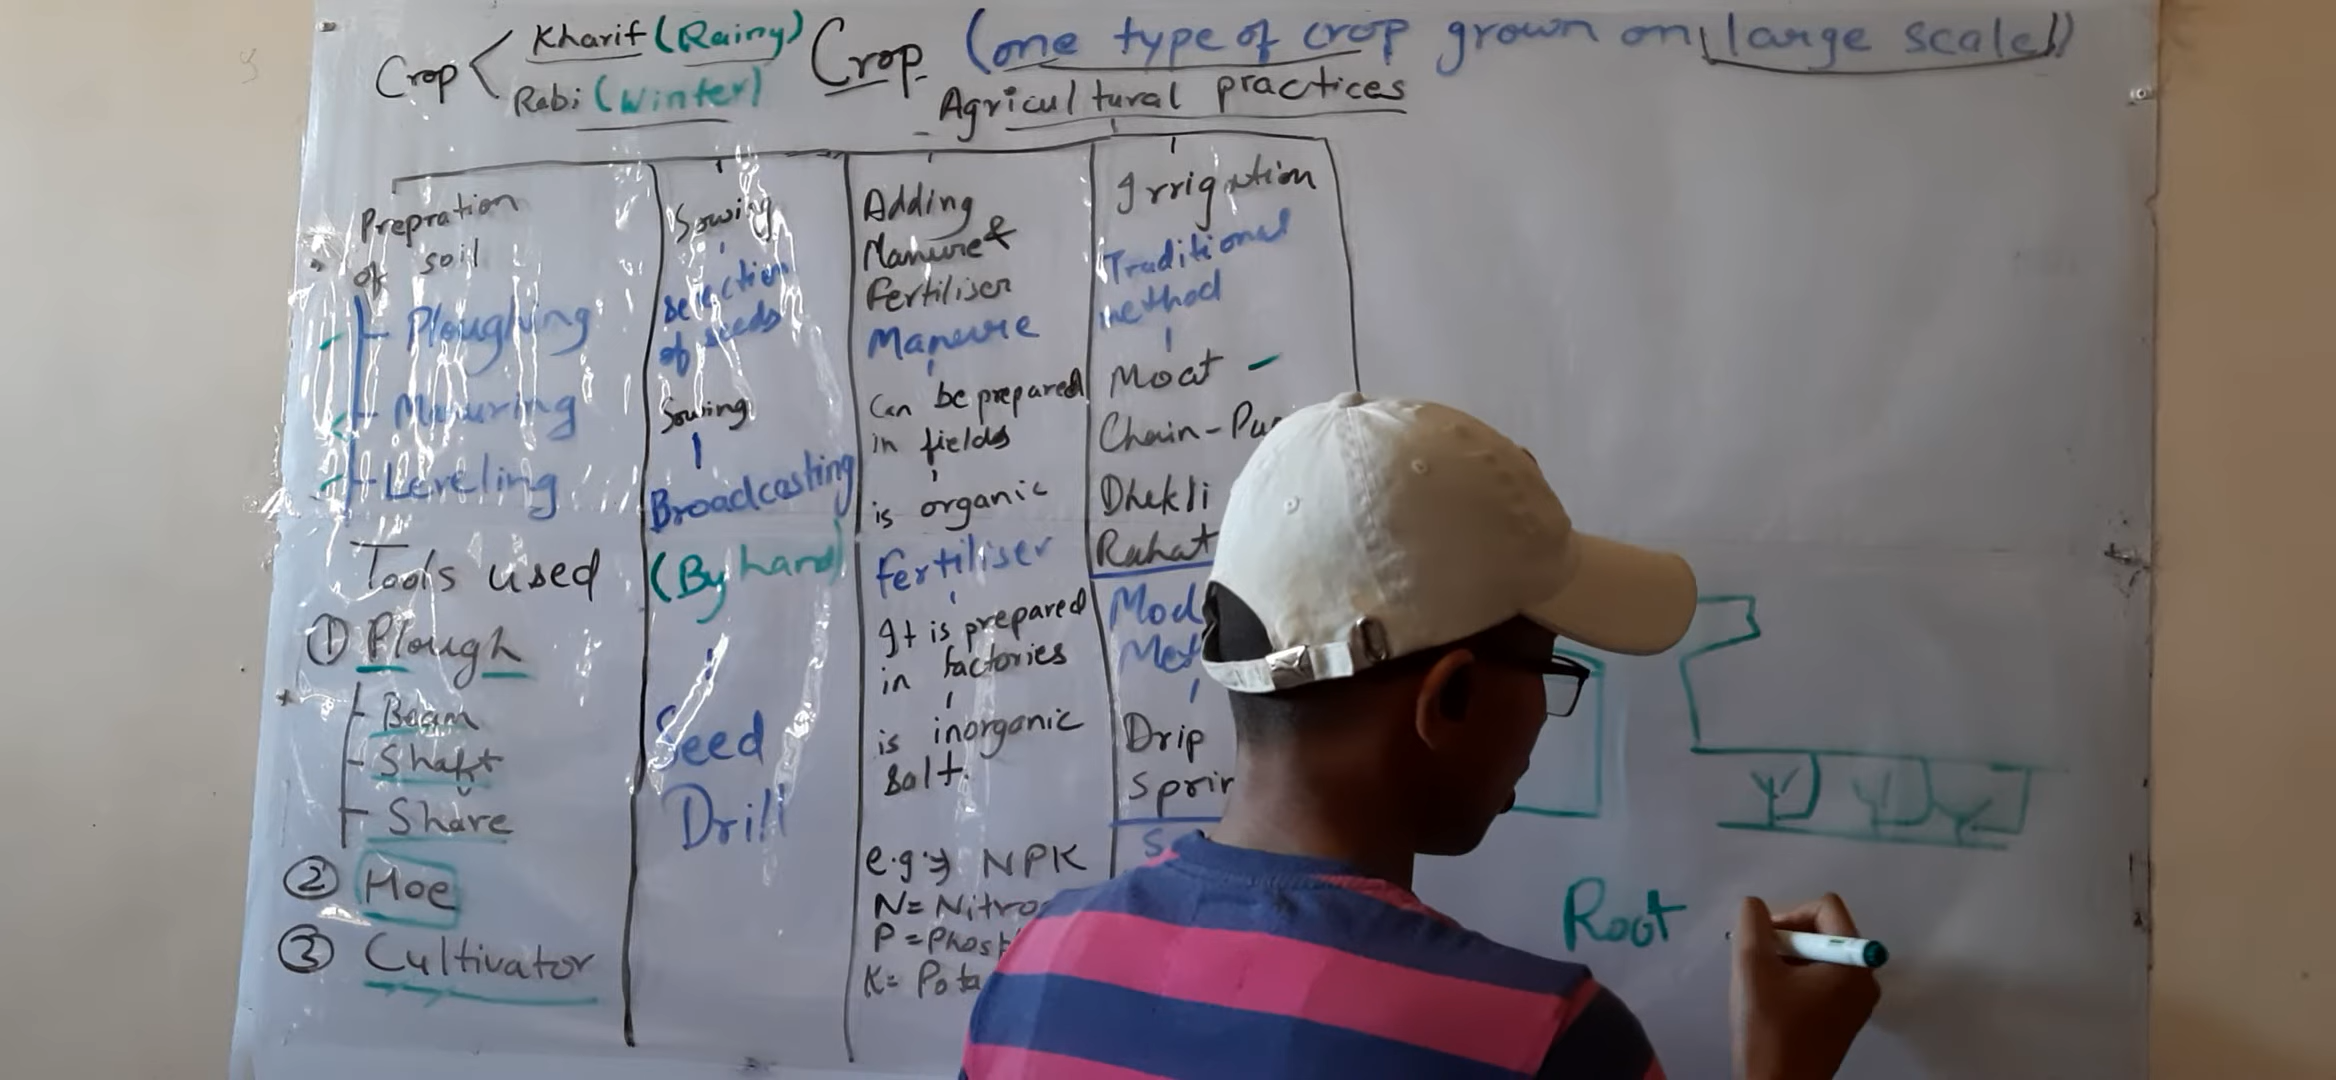 Crop
Kharif (Rainy)
Rabi (Winter)
Crop (one type of crop grown on large scale)
Agricultural practices
Prepration
of soil
Ploughing
Manuring
Leveling
Tools used
① Plough
Beam
Shaft
Share
② Hoe
③ Cultivator
Sowing
selection
of seeds
Sowing
Broadcasting
(By hand)
Seed
Drill
Adding
Manure &
Fertiliser
Manure
Can be prepared
in fields
is organic
fertiliser
It is prepared
in factories
is inorganic
salt.
e.g. NPK
N= Nitro
P = Phos
K= Pota
Irrigation
Traditional
method
Moat
Chain-Pu
Dhekli
Rahat
Mod
Met
Drip
Sprin
Root